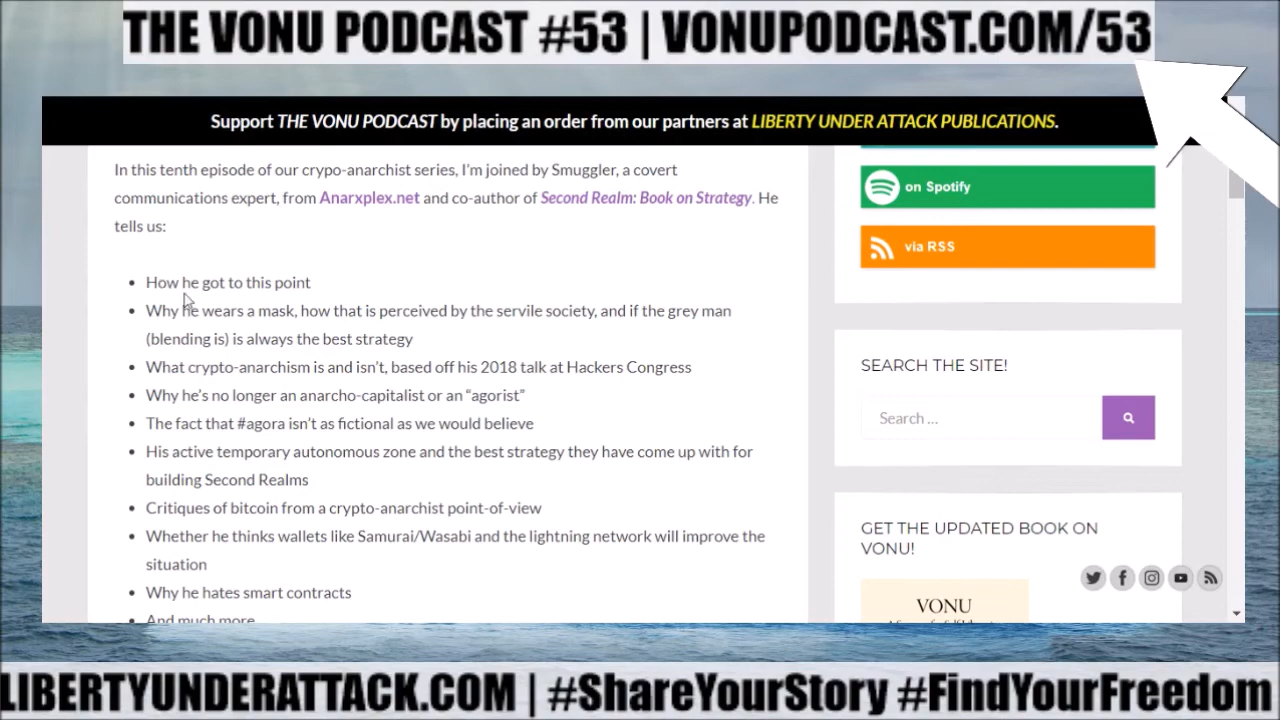 THE VONU PODCAST #53 | VONUPODCAST.COM/53
Support THE VONU PODCAST by placing an order from our partners at LIBERTY UNDER ATTACK PUBLICATIONS.
In this tenth episode of our crypo-anarchist series, I'm joined by Smuggler, a covert
communications expert, from Anarxplex.net and co-author of Second Realm: Book on Strategy. He
tells us:
• How he got to this point
• Why he wears a mask, how that is perceived by the servile society, and if the grey man
(blending is) is always the best strategy
• What crypto-anarchism is and isn't, based off his 2018 talk at Hackers Congress
• Why he's no longer an anarcho-capitalist or an “agorist”
• The fact that #agora isn't as fictional as we would believe
• His active temporary autonomous zone and the best strategy they have come up with for
building Second Realms
• Critiques of bitcoin from a crypto-anarchist point-of-view
• Whether he thinks wallets like Samurai/Wasabi and the lightning network will improve the
situation
• Why he hates smart contracts
• And much more
on Spotify
via RSS
SEARCH THE SITE!
Search ...
GET THE UPDATED BOOK ON
VONU!
VONU
LIBERTYUNDERATTACK.COM | #ShareYourStory #FindYourFreedom